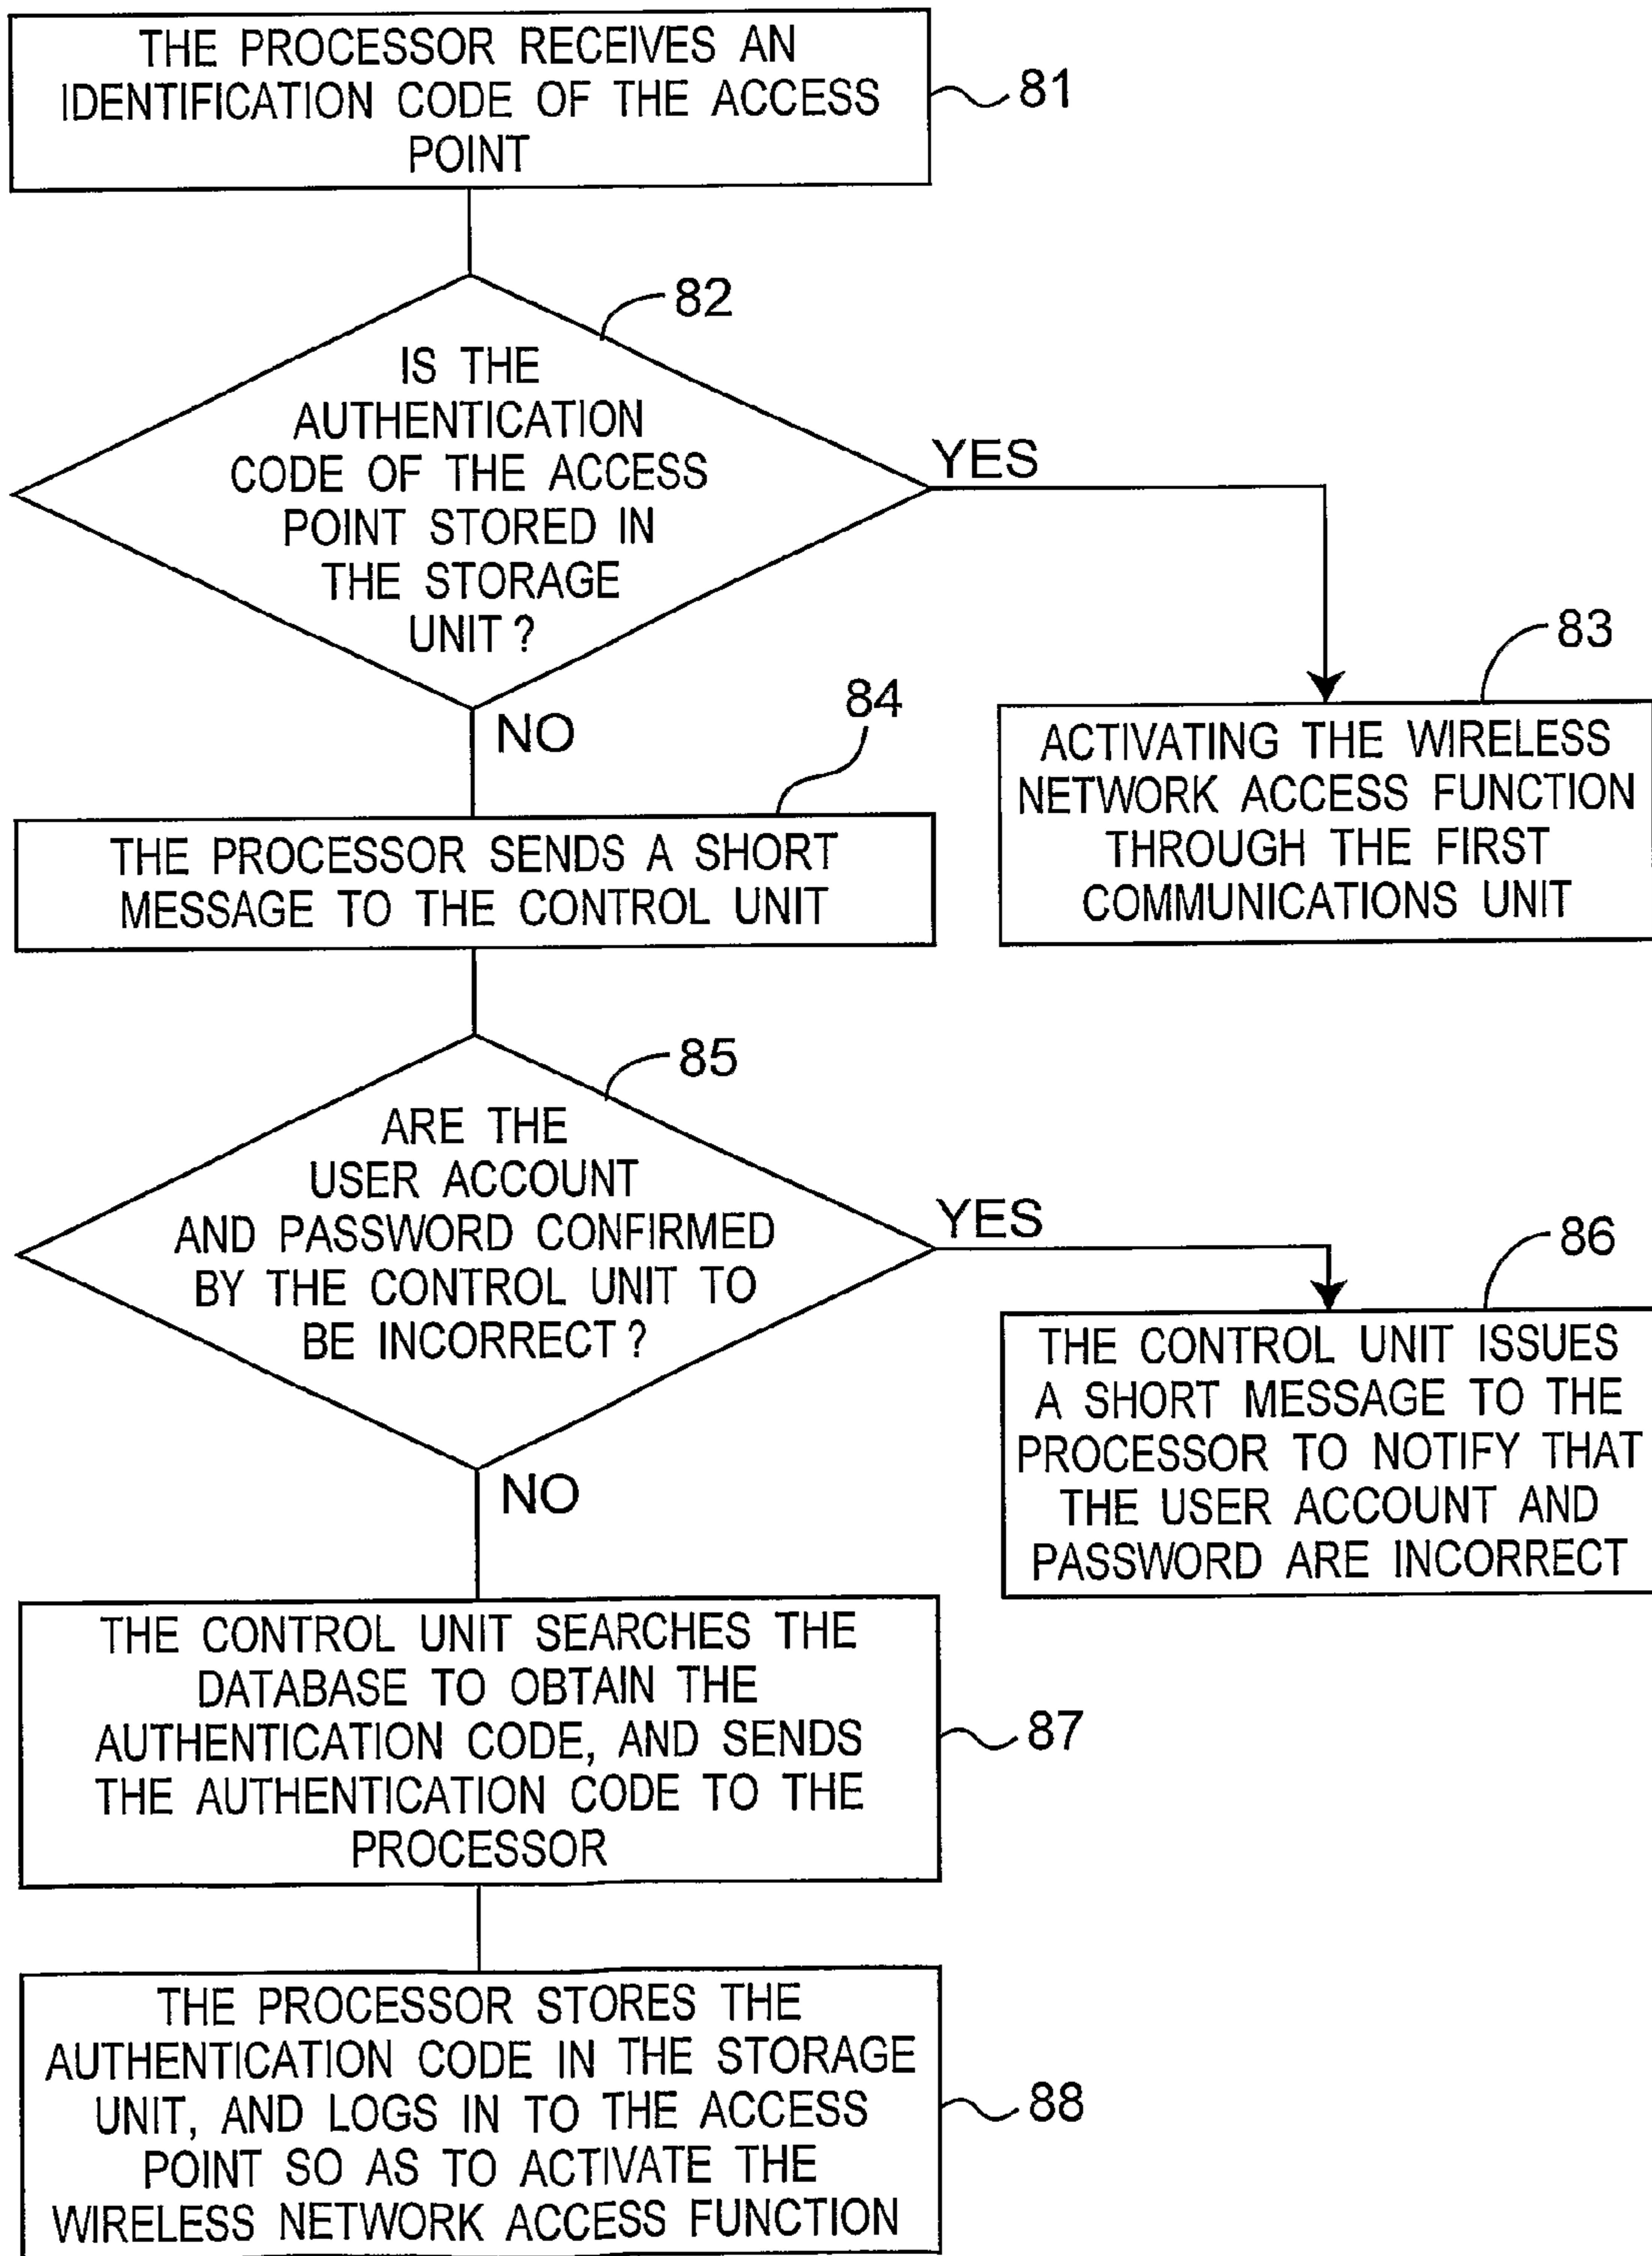 THE PROCESSOR RECEIVES AN
IDENTIFICATION CODE OF THE ACCESS
POINT
81
82
IS THE
AUTHENTICATION
CODE OF THE ACCESS
POINT STORED IN
THE STORAGE
UNIT?
YES
NO
83
ACTIVATING THE WIRELESS
NETWORK ACCESS FUNCTION
THROUGH THE FIRST
COMMUNICATIONS UNIT
84
THE PROCESSOR SENDS A SHORT
MESSAGE TO THE CONTROL UNIT
85
ARE THE
USER ACCOUNT
AND PASSWORD CONFIRMED
BY THE CONTROL UNIT TO
BE INCORRECT?
YES
NO
86
THE CONTROL UNIT ISSUES
A SHORT MESSAGE TO THE
PROCESSOR TO NOTIFY THAT
THE USER ACCOUNT AND
PASSWORD ARE INCORRECT
THE CONTROL UNIT SEARCHES THE
DATABASE TO OBTAIN THE
AUTHENTICATION CODE, AND SENDS
THE AUTHENTICATION CODE TO THE
PROCESSOR
87
THE PROCESSOR STORES THE
AUTHENTICATION CODE IN THE STORAGE
UNIT, AND LOGS IN TO THE ACCESS
POINT SO AS TO ACTIVATE THE
WIRELESS NETWORK ACCESS FUNCTION
88